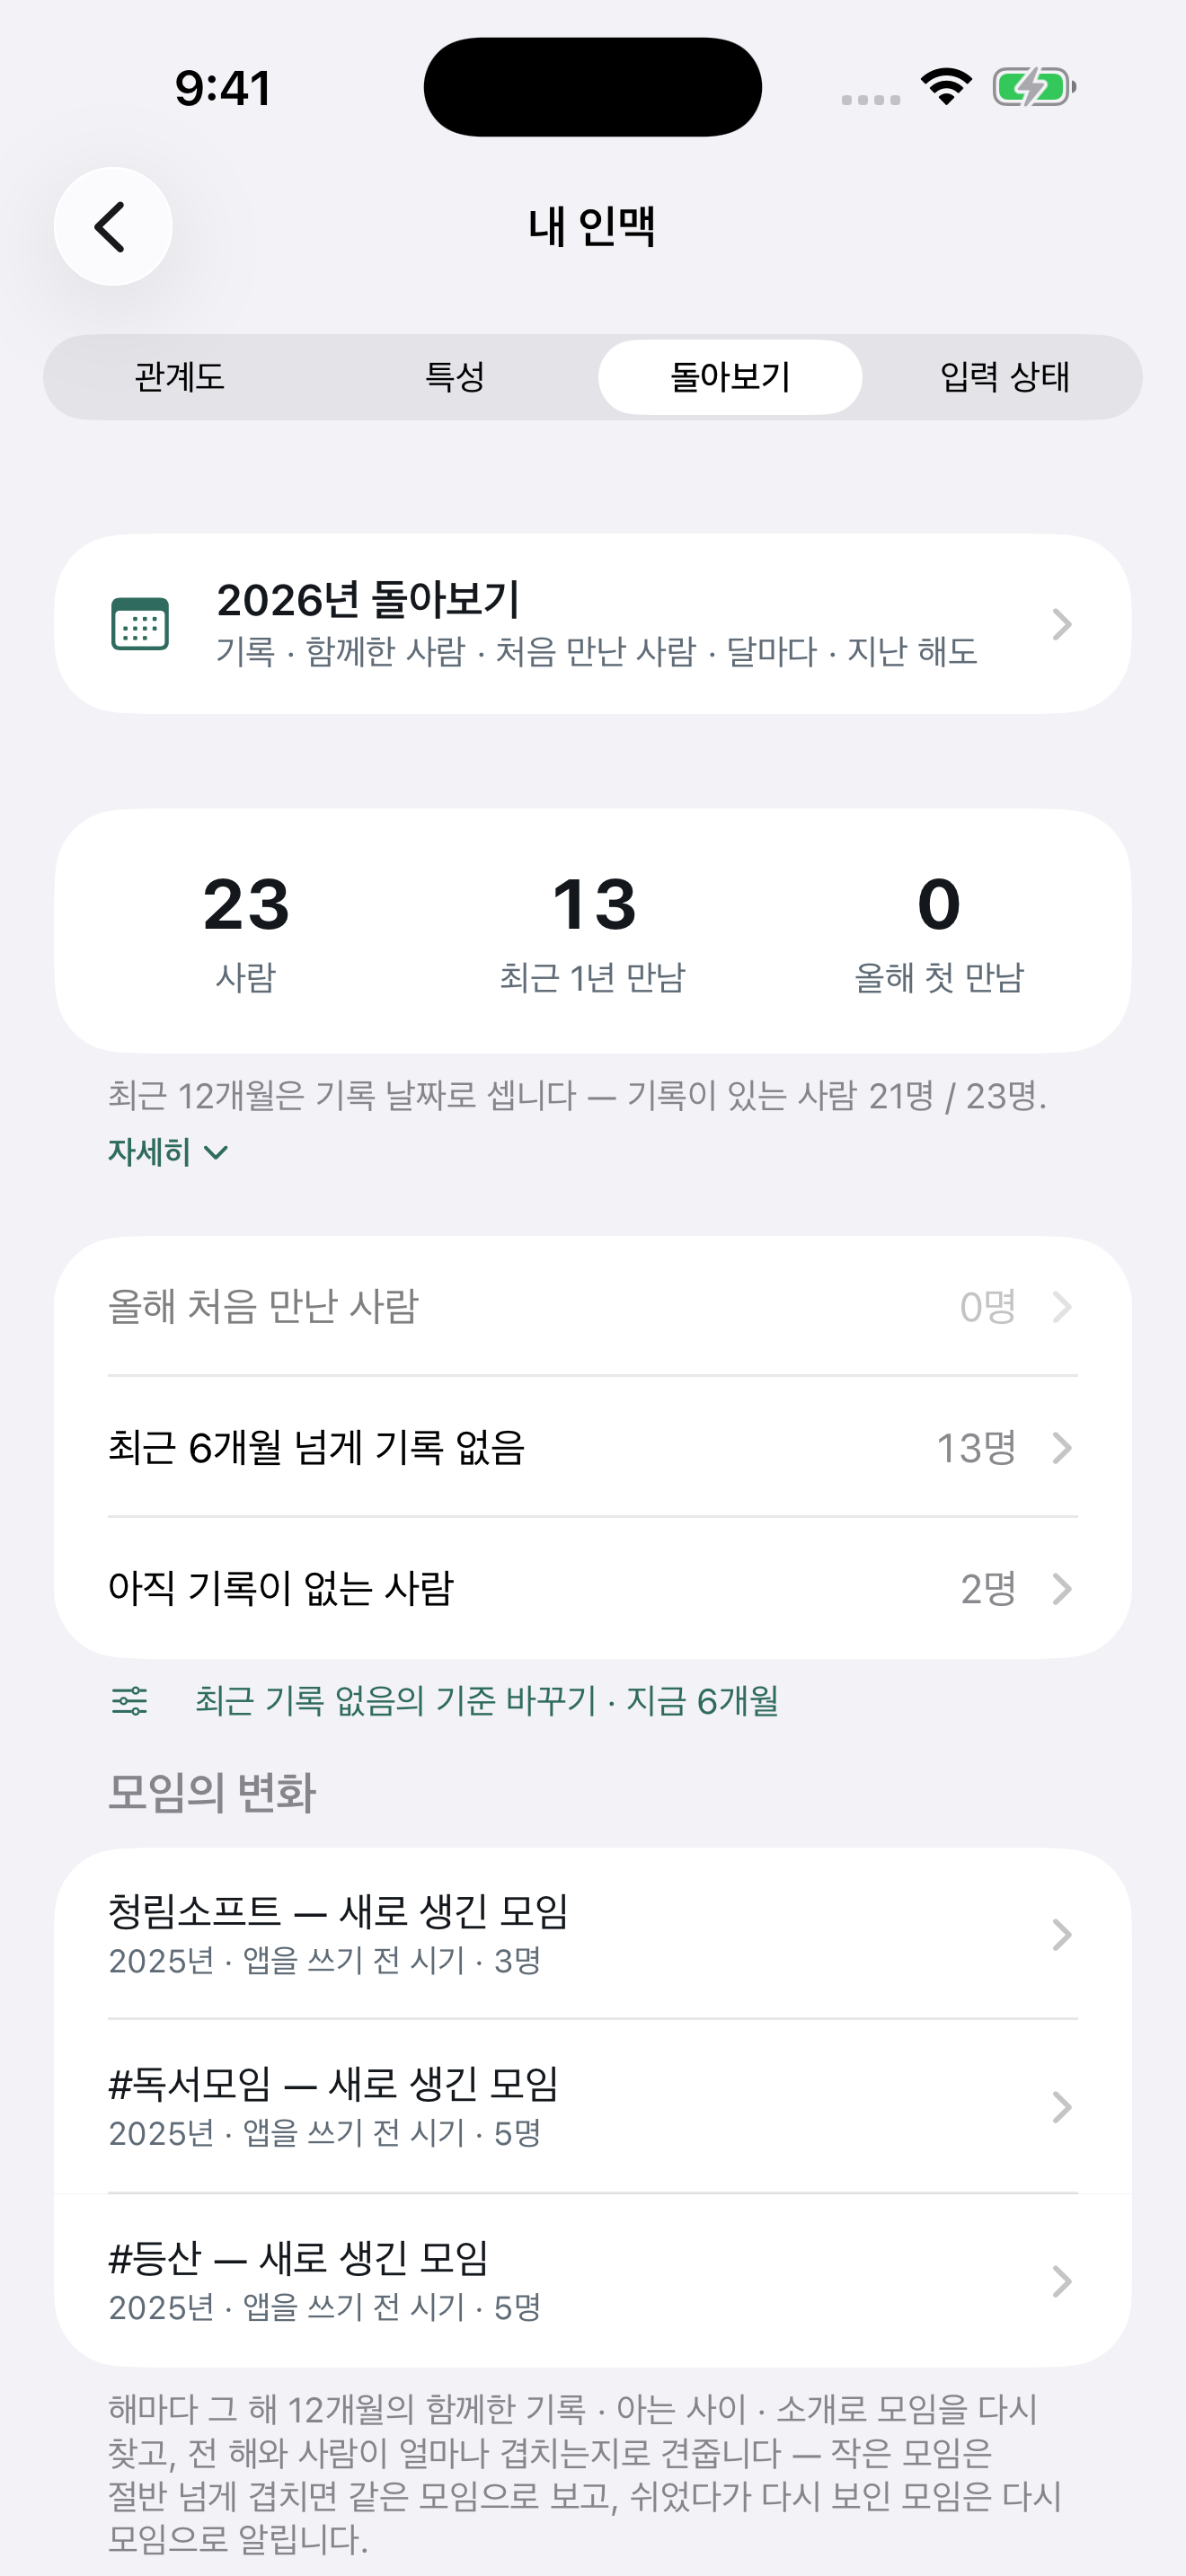 9:41
내 인맥
관계도 특성 돌아보기 입력 상태
2026년 돌아보기
기록 · 함께한 사람 · 처음 만난 사람 · 달마다 · 지난 해도
23 13 0
사람 최근 1년 만남 올해 첫 만남
최근 12개월은 기록 날짜로 셉니다 — 기록이 있는 사람 21명 / 23명.
자세히
올해 처음 만난 사람 0명
최근 6개월 넘게 기록 없음 13명
아직 기록이 없는 사람 2명
최근 기록 없음의 기준 바꾸기 · 지금 6개월
모임의 변화
청림소프트 — 새로 생긴 모임
2025년 · 앱을 쓰기 전 시기 · 3명
#독서모임 — 새로 생긴 모임
2025년 · 앱을 쓰기 전 시기 · 5명
#등산 — 새로 생긴 모임
2025년 · 앱을 쓰기 전 시기 · 5명
해마다 그 해 12개월의 함께한 기록 · 아는 사이 · 소개로 모임을 다시
찾고, 전 해와 사람이 얼마나 겹치는지로 견줍니다 — 작은 모임은
절반 넘게 겹치면 같은 모임으로 보고, 쉬었다가 다시 보인 모임은 다시
모임으로 알립니다.